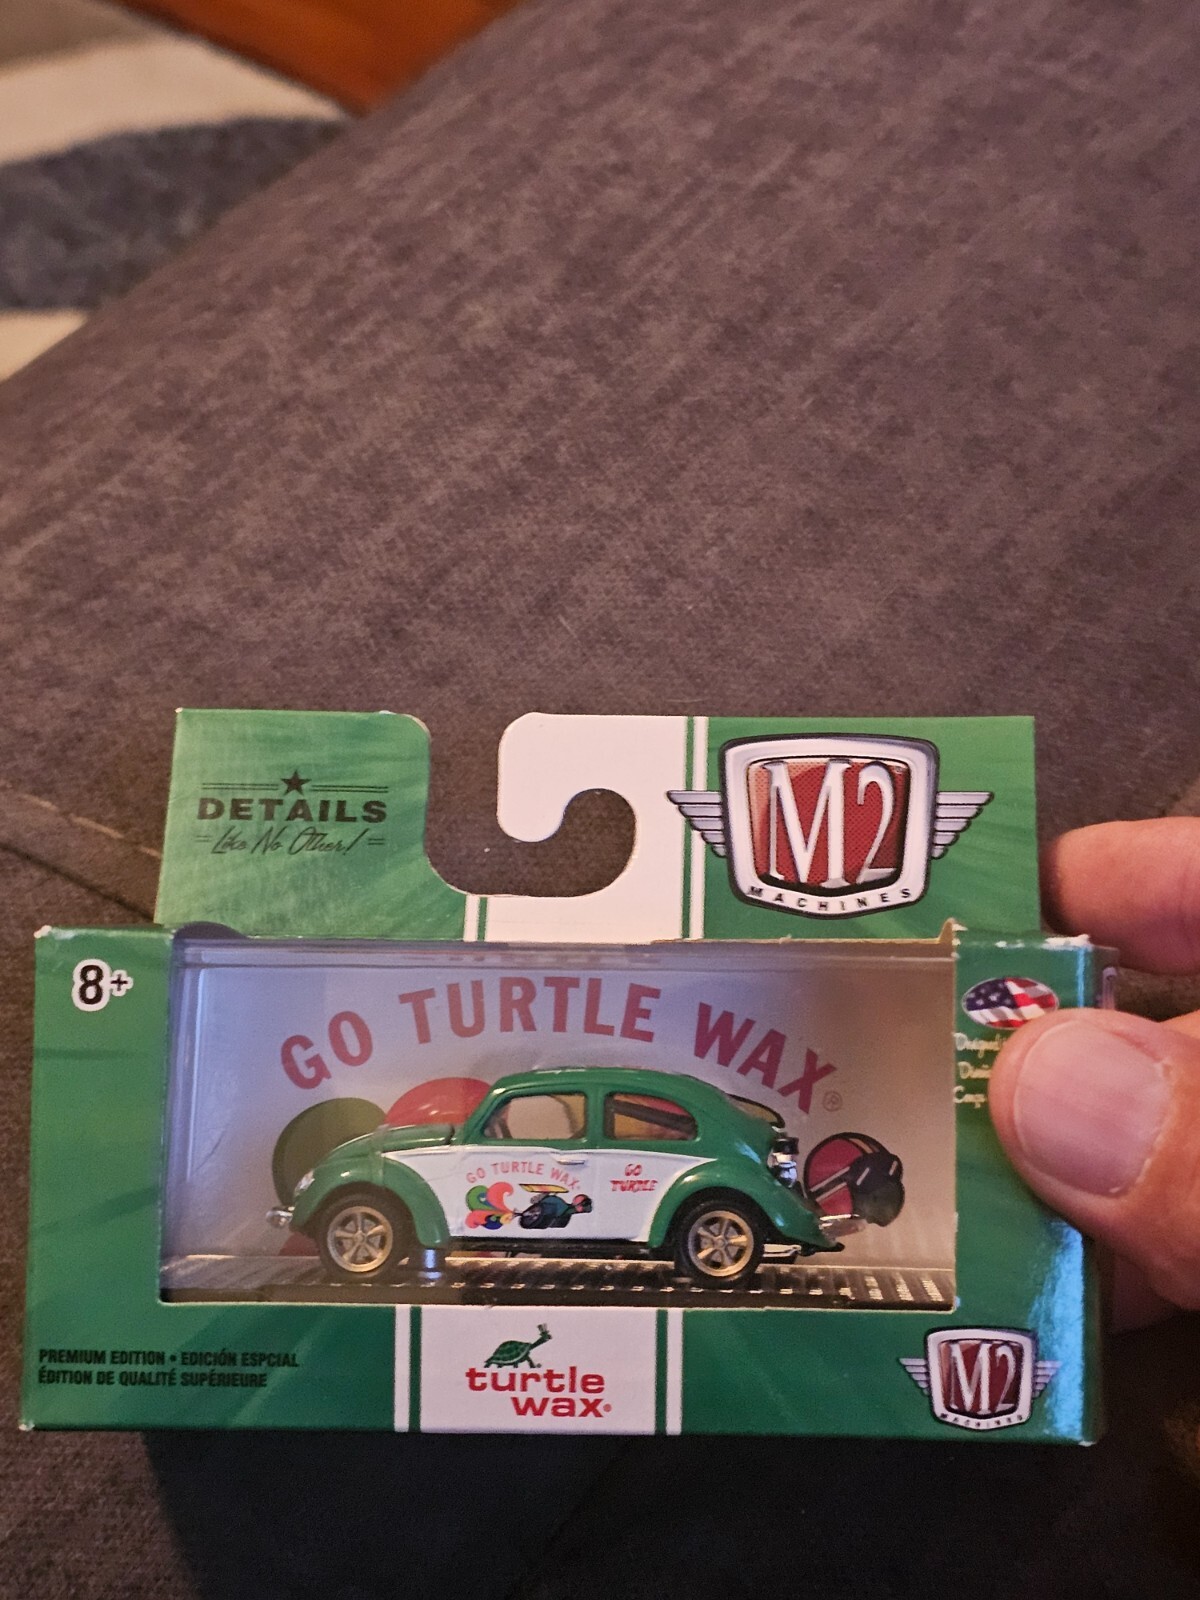 DETAILS
Like No Other!
M2
MACHINES
8+
GO TURTLE WAX®
GO TURTLE WAX
GO
TURTLE
PREMIUM EDITION • EDICIÓN ESPCIAL
ÉDITION DE QUALITÉ SUPÉRIEURE
turtle
wax®
M2
MACHINES